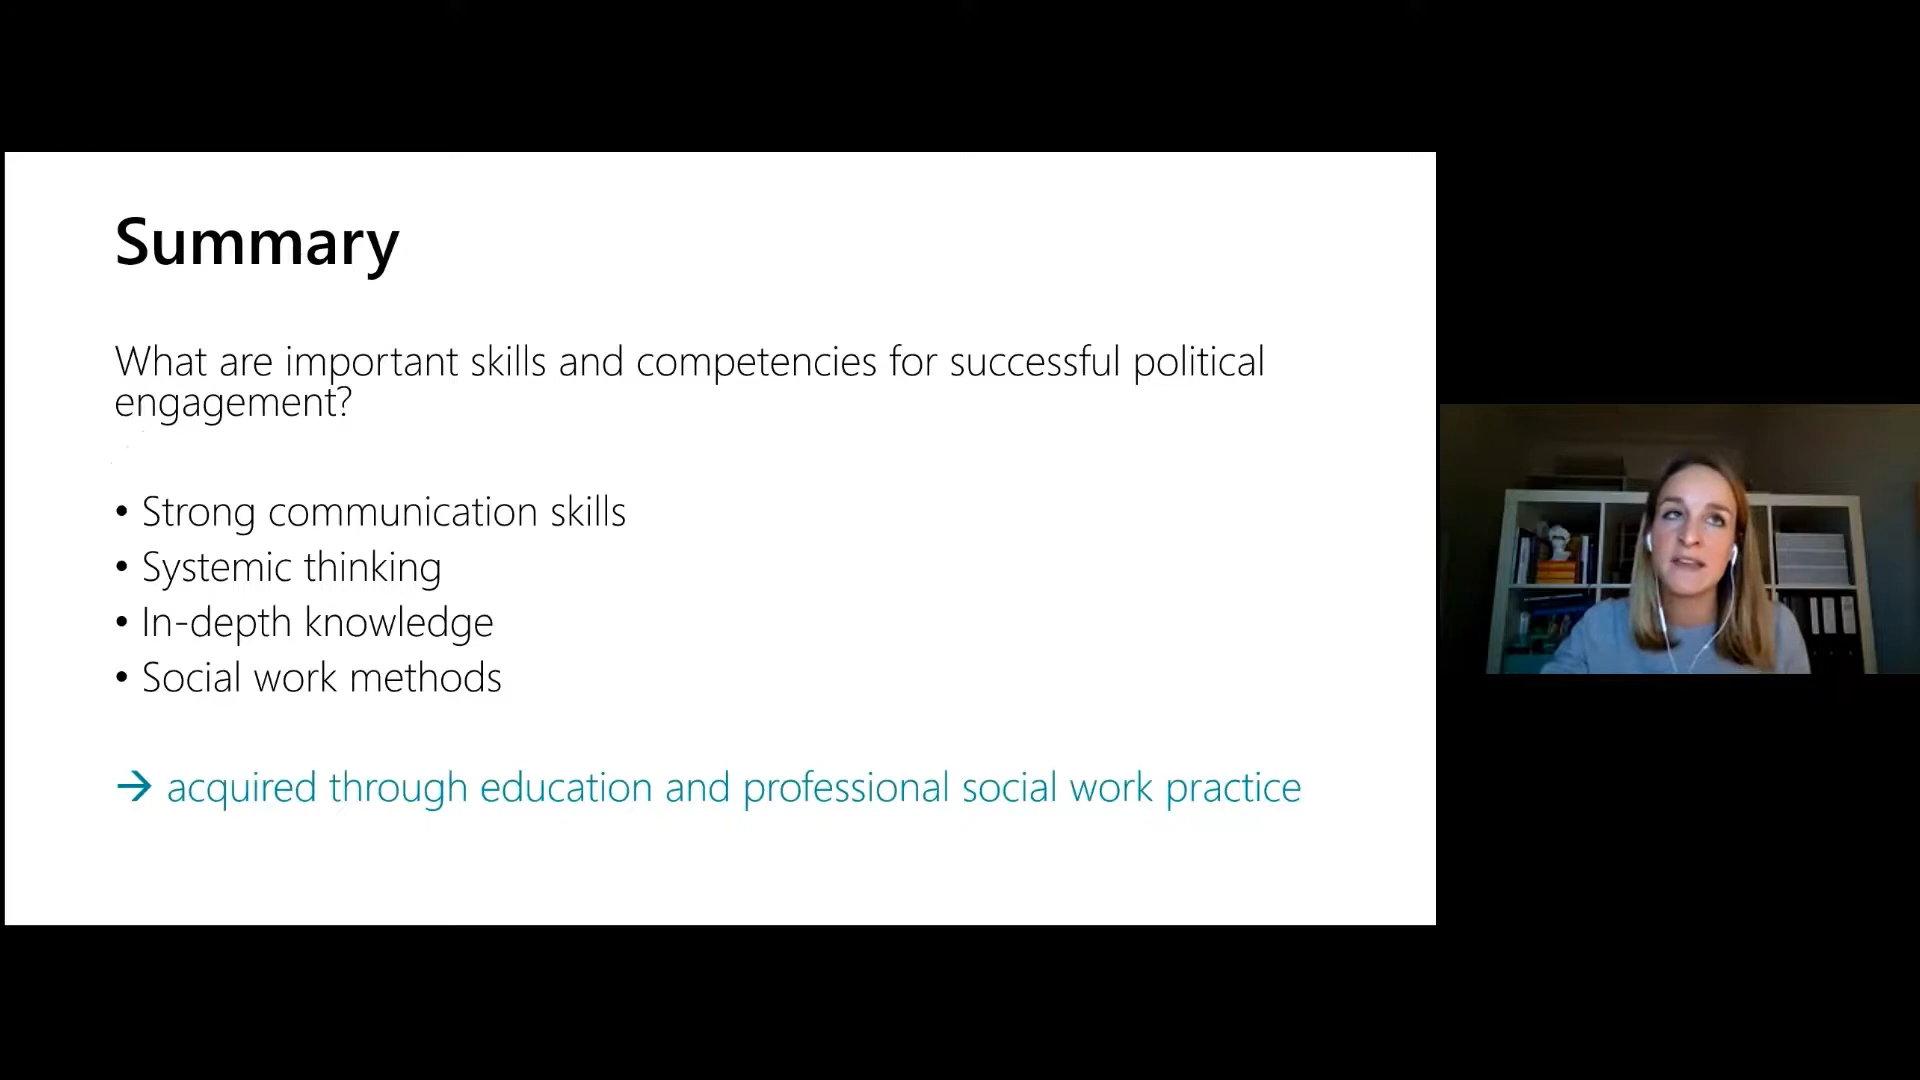 Summary
What are important skills and competencies for successful political
engagement?
• Strong communication skills
• Systemic thinking
• In-depth knowledge
• Social work methods
→ acquired through education and professional social work practice